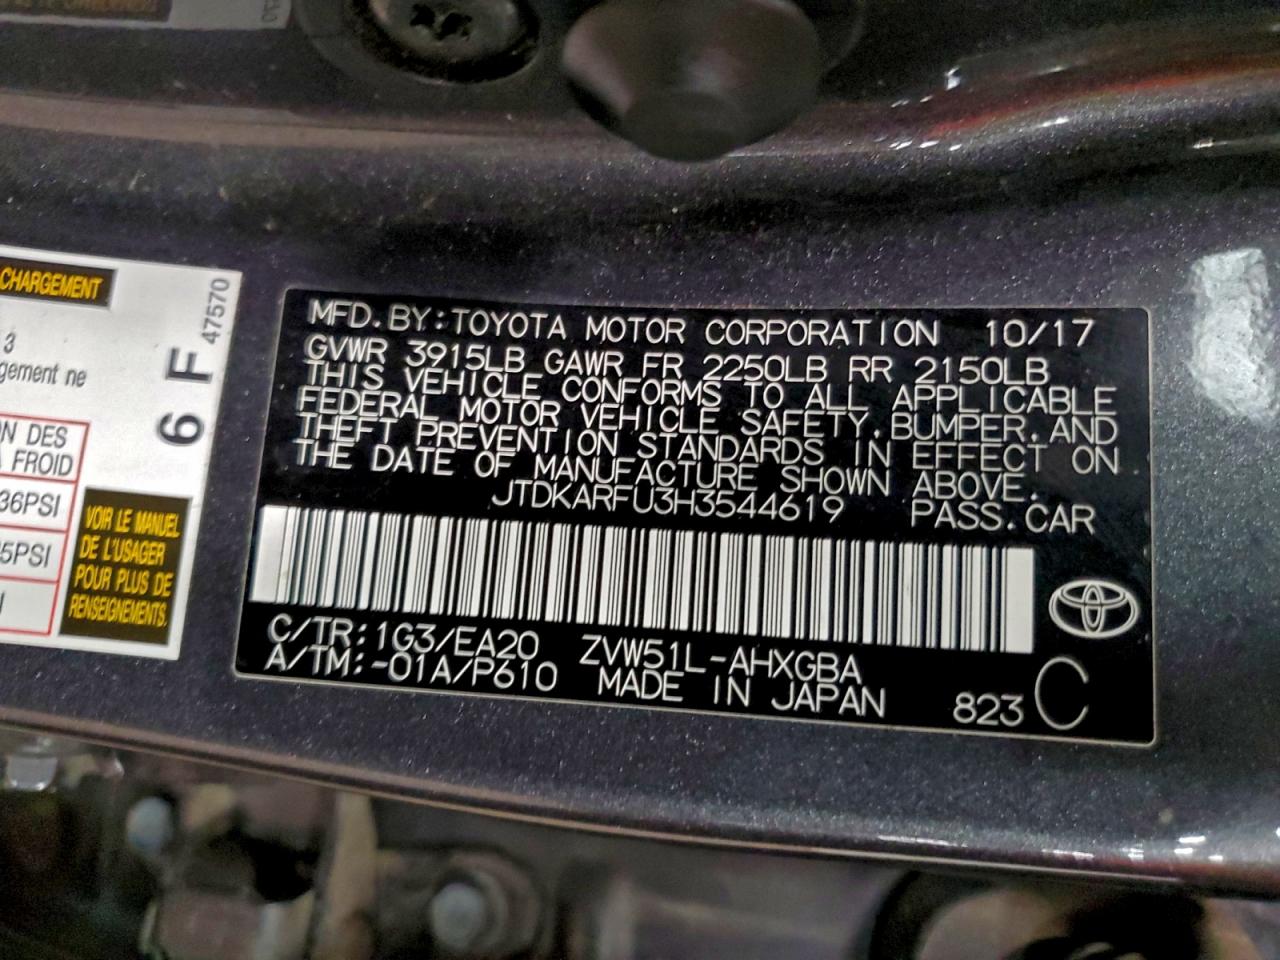 CHARGEMENT
3
gement ne
N DES
A FROID
36PSI
5PSI
VOIR LE MANUEL
DE L'USAGER
POUR PLUS DE
RENSEIGNEMENTS.
6 F
47570
MFD.BY:TOYOTA MOTOR CORPORATION 10/17
GVWR 3915LB GAWR FR 2250LB RR 2150LB
THIS VEHICLE CONFORMS TO ALL APPLICABLE
FEDERAL MOTOR VEHICLE SAFETY,BUMPER,AND
THEFT PREVENTION STANDARDS IN EFFECT ON
THE DATE OF MANUFACTURE SHOWN ABOVE.
JTDKARFU3H3544619 PASS.CAR
C/TR:1G3/EA20 ZVW51L-AHXGBA
A/TM:-01A/P610 MADE IN JAPAN 823 C